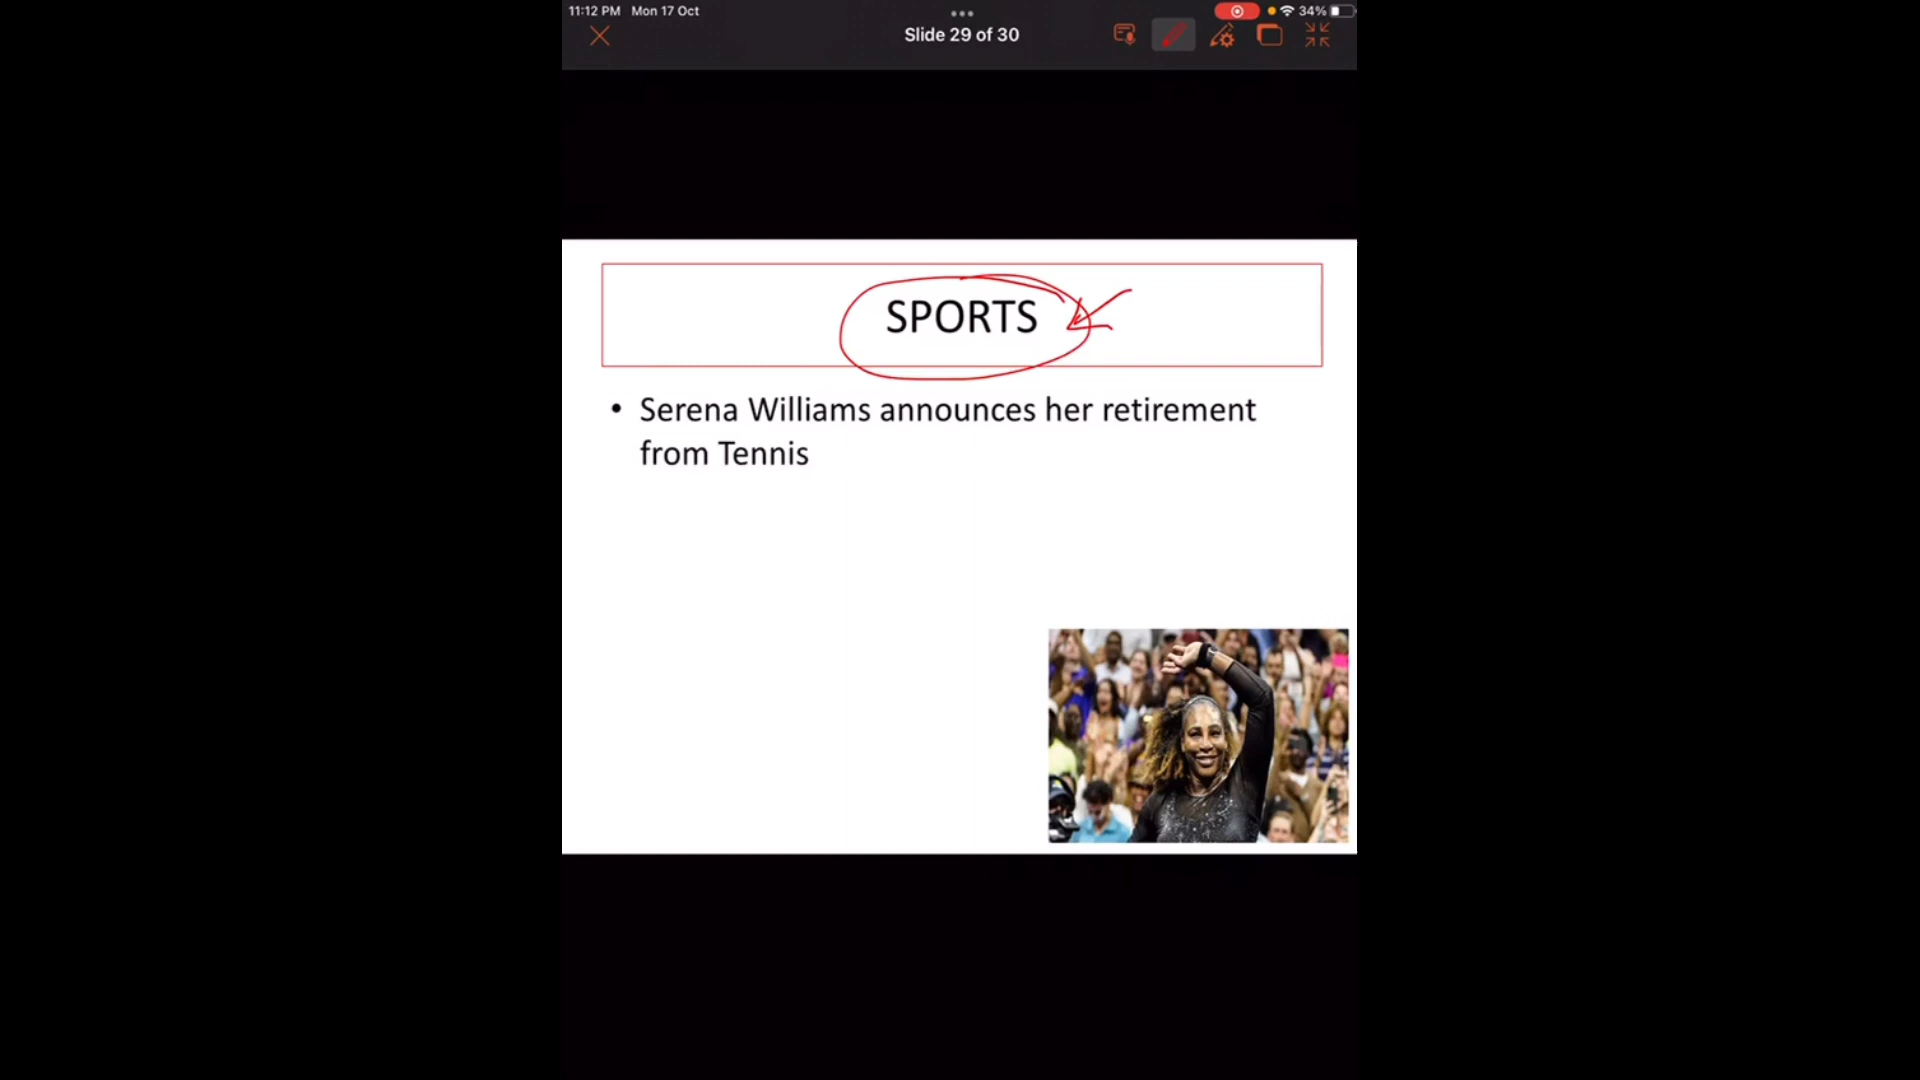 11:12 PM Mon 17 Oct
34%
Slide 29 of 30
SPORTS
• Serena Williams announces her retirement
from Tennis